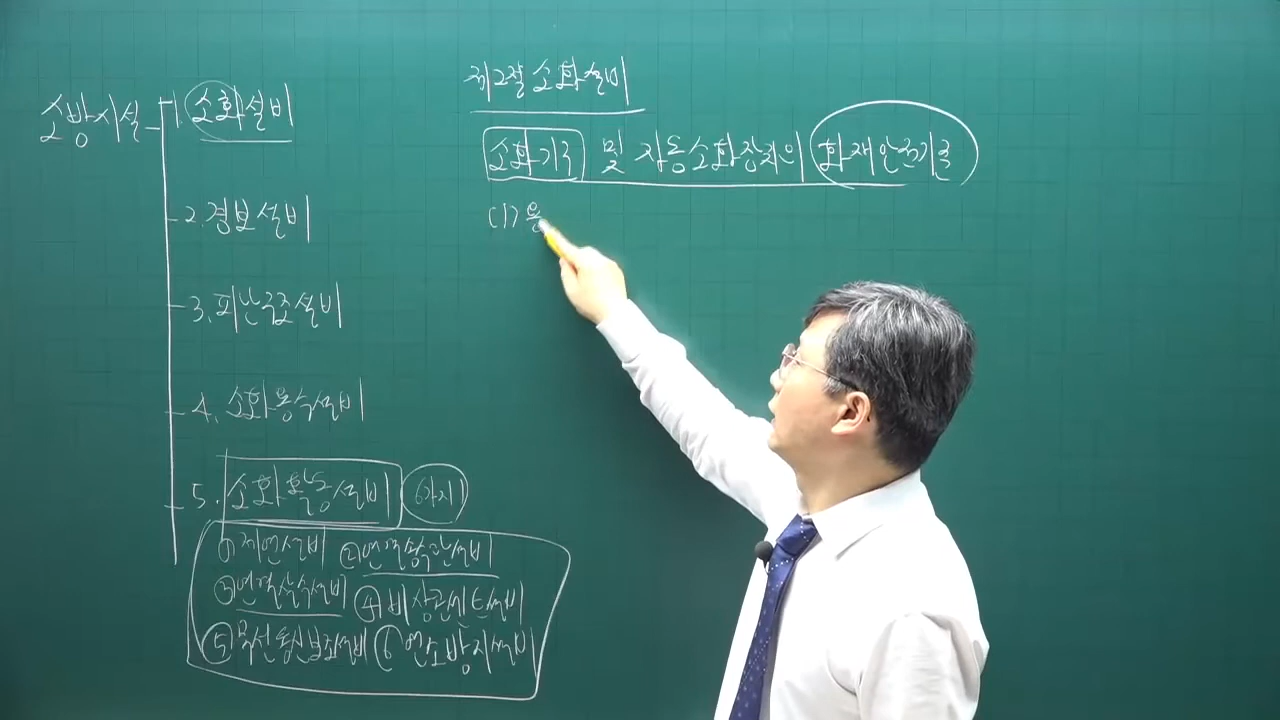 소방시설
1. 소화설비
2. 경보설비
3. 피난구조설비
4. 소화용수설비
5. 소화활동설비 6가지
① 제연설비 ② 연결송수관설비
③ 연결살수설비 ④ 비상콘센트설비
⑤ 무선통신보조설비 ⑥ 연소방지설비
제2절 소화설비
소화기구 및 자동소화장치의 화재안전기준
(1) 용